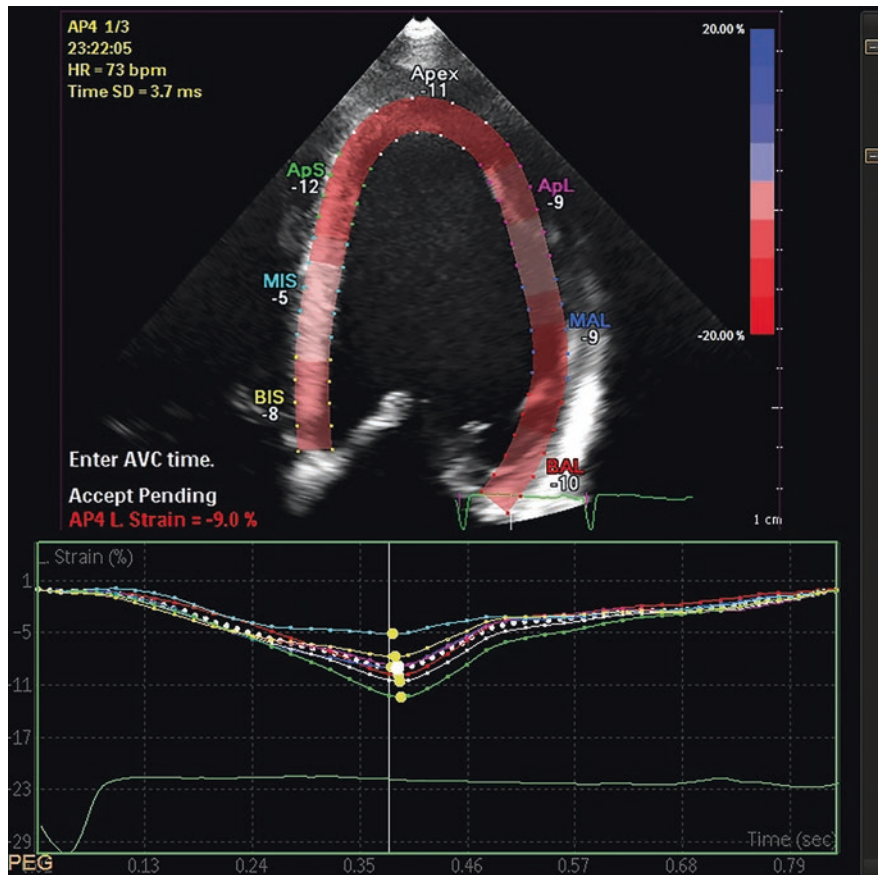 AP4 1/3
23:22:05
HR = 73 bpm
Time SD = 3.7 ms
20.00 %
Apex
-11
ApS
-12
ApL
-9
MIS
-5
MAL
-9
-20.00 %
BIS
-8
BAL
-10
Enter AVC time.
Accept Pending
AP4 L. Strain = -9.0 %
1 cm
L. Strain (%)
1
-5
-11
-17
-23
-29
Time (sec)
PEG
0.13 0.24 0.35 0.46 0.57 0.68 0.79